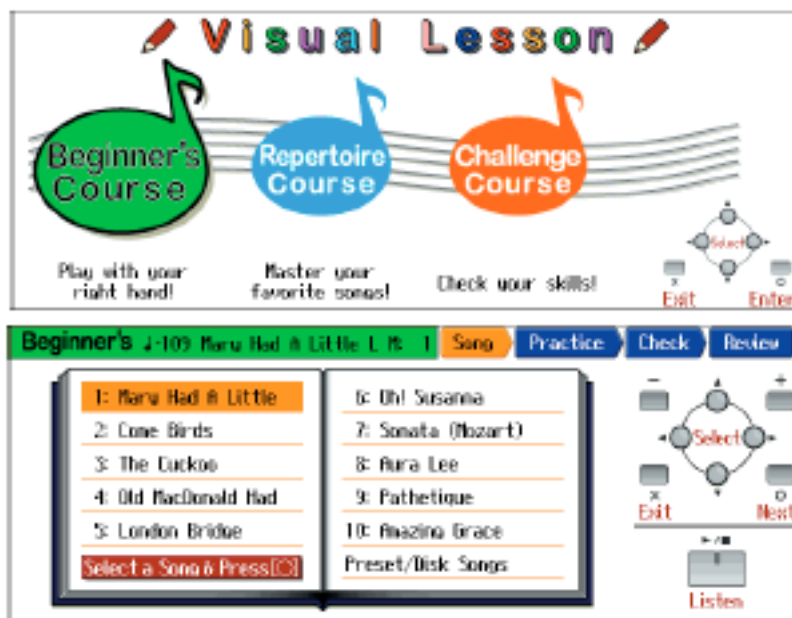 Visual Lesson
Beginner's
Course
Repertoire
Course
Challenge
Course
Play with your
right hand!
Master your
favorite songs!
Check your skills!
Select
x
Exit
o
Enter
Beginner's ♩=109 Mary Had A Little L M: 1 Song Practice Check Review
1: Mary Had A Little
2: Come Birds
3: The Cuckoo
4: Old MacDonald Had
5: London Bridge
Select a Song & Press[○]
6: Oh! Susanna
7: Sonata (Mozart)
8: Aura Lee
9: Pathetique
10: Amazing Grace
Preset/Disk Songs
- +
Select
x
Exit
o
Next
►/■
Listen